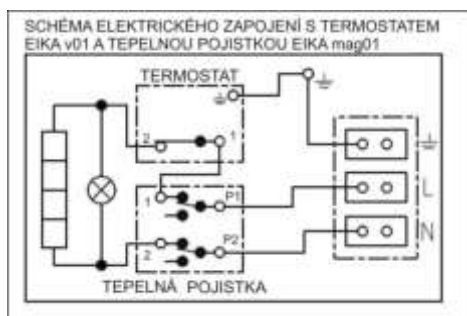 SCHÉMA ELEKTRICKÉHO ZAPOJENÍ S TERMOSTATEM
EIKA v01 A TEPELNOU POJISTKOU EIKA mag01
TERMOSTAT
2
1
1
P1
L
2
P2
N
TEPELNÁ POJISTKA